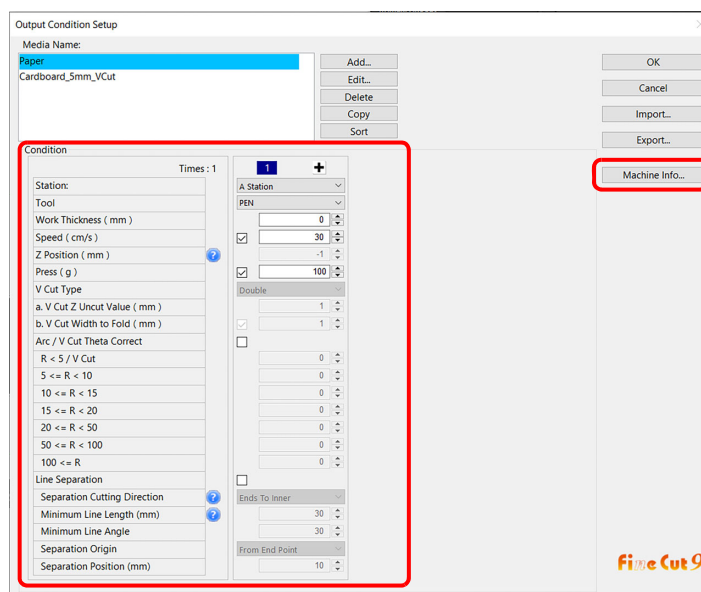 Output Condition Setup
Media Name:
Paper
Cardboard_5mm_VCut
Add...
Edit...
Delete
Copy
Sort
OK
Cancel
Import...
Export...
Machine Info...
Condition
Times : 1 1 +
Station: A Station
Tool PEN
Work Thickness ( mm ) 0
Speed ( cm/s ) 30
Z Position ( mm ) ? -1
Press ( g ) 100
V Cut Type Double
a. V Cut Z Uncut Value ( mm ) 1
b. V Cut Width to Fold ( mm ) 1
Arc / V Cut Theta Correct
R < 5 / V Cut 0
5 <= R < 10 0
10 <= R < 15 0
15 <= R < 20 0
20 <= R < 50 0
50 <= R < 100 0
100 <= R 0
Line Separation
Separation Cutting Direction ? Ends To Inner
Minimum Line Length (mm) ? 30
Minimum Line Angle 30
Separation Origin From End Point
Separation Position (mm) 10
Fine Cut 9